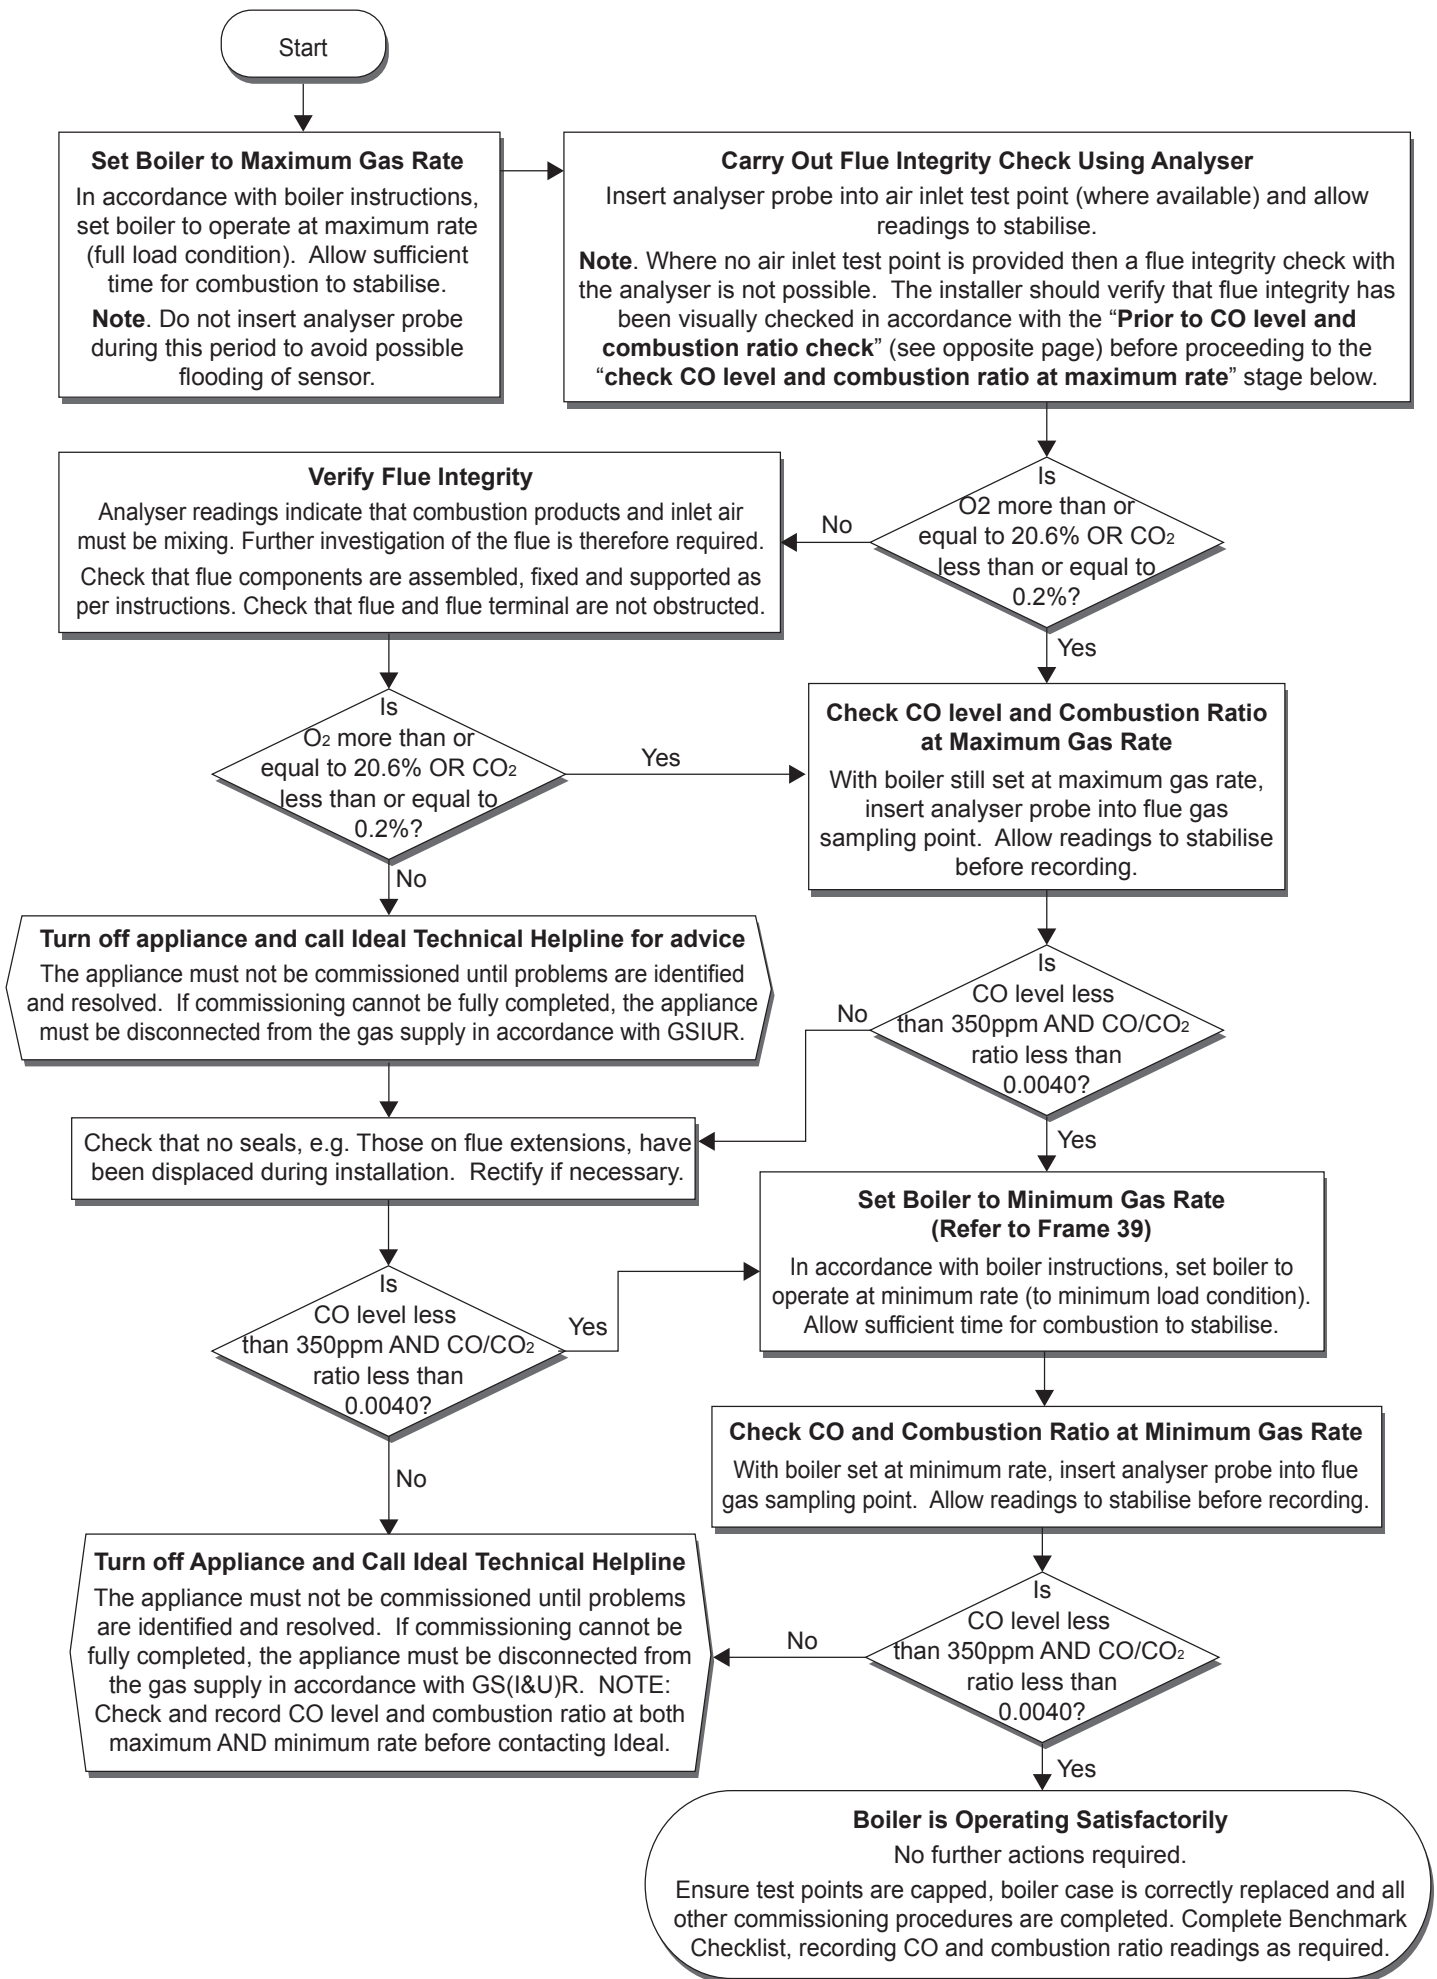 Start
Set Boiler to Maximum Gas Rate
In accordance with boiler instructions,
set boiler to operate at maximum rate
(full load condition). Allow sufficient
time for combustion to stabilise.
Note. Do not insert analyser probe
during this period to avoid possible
flooding of sensor.
Carry Out Flue Integrity Check Using Analyser
Insert analyser probe into air inlet test point (where available) and allow
readings to stabilise.
Note. Where no air inlet test point is provided then a flue integrity check with
the analyser is not possible. The installer should verify that flue integrity has
been visually checked in accordance with the “Prior to CO level and
combustion ratio check” (see opposite page) before proceeding to the
“check CO level and combustion ratio at maximum rate” stage below.
Is
O2 more than or
equal to 20.6% OR CO2
less than or equal to
0.2%?
No
Yes
Verify Flue Integrity
Analyser readings indicate that combustion products and inlet air
must be mixing. Further investigation of the flue is therefore required.
Check that flue components are assembled, fixed and supported as
per instructions. Check that flue and flue terminal are not obstructed.
Is
O2 more than or
equal to 20.6% OR CO2
less than or equal to
0.2%?
Yes
No
Check CO level and Combustion Ratio
at Maximum Gas Rate
With boiler still set at maximum gas rate,
insert analyser probe into flue gas
sampling point. Allow readings to stabilise
before recording.
Turn off appliance and call Ideal Technical Helpline for advice
The appliance must not be commissioned until problems are identified
and resolved. If commissioning cannot be fully completed, the appliance
must be disconnected from the gas supply in accordance with GSIUR.
Is
CO level less
than 350ppm AND CO/CO2
ratio less than
0.0040?
No
Yes
Check that no seals, e.g. Those on flue extensions, have
been displaced during installation. Rectify if necessary.
Set Boiler to Minimum Gas Rate
(Refer to Frame 39)
In accordance with boiler instructions, set boiler to
operate at minimum rate (to minimum load condition).
Allow sufficient time for combustion to stabilise.
Is
CO level less
than 350ppm AND CO/CO2
ratio less than
0.0040?
Yes
No
Check CO and Combustion Ratio at Minimum Gas Rate
With boiler set at minimum rate, insert analyser probe into flue
gas sampling point. Allow readings to stabilise before recording.
Turn off Appliance and Call Ideal Technical Helpline
The appliance must not be commissioned until problems
are identified and resolved. If commissioning cannot be
fully completed, the appliance must be disconnected from
the gas supply in accordance with GS(I&U)R. NOTE:
Check and record CO level and combustion ratio at both
maximum AND minimum rate before contacting Ideal.
Is
CO level less
than 350ppm AND CO/CO2
ratio less than
0.0040?
No
Yes
Boiler is Operating Satisfactorily
No further actions required.
Ensure test points are capped, boiler case is correctly replaced and all
other commissioning procedures are completed. Complete Benchmark
Checklist, recording CO and combustion ratio readings as required.